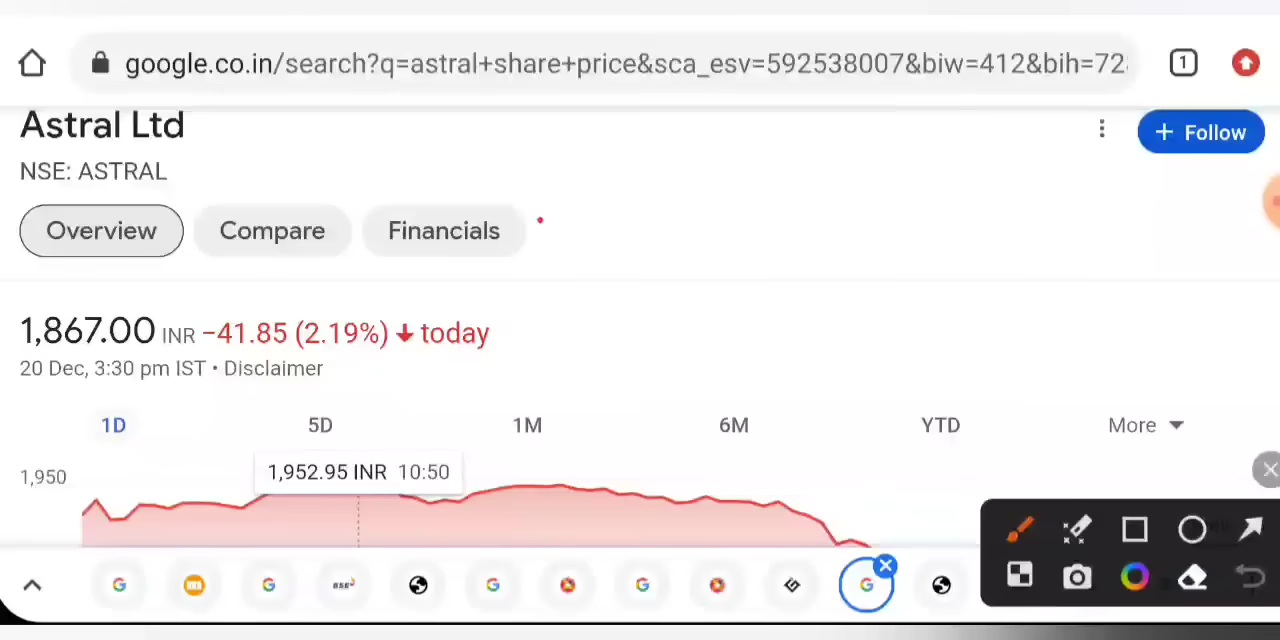 google.co.in/search?q=astral+share+price&sca_esv=592538007&biw=412&bih=72
1
Astral Ltd
+ Follow
NSE: ASTRAL
Overview Compare Financials
1,867.00 INR −41.85 (2.19%) ↓ today
20 Dec, 3:30 pm IST • Disclaimer
1D 5D 1M 6M YTD More
1,950
1,952.95 INR 10:50
BSE